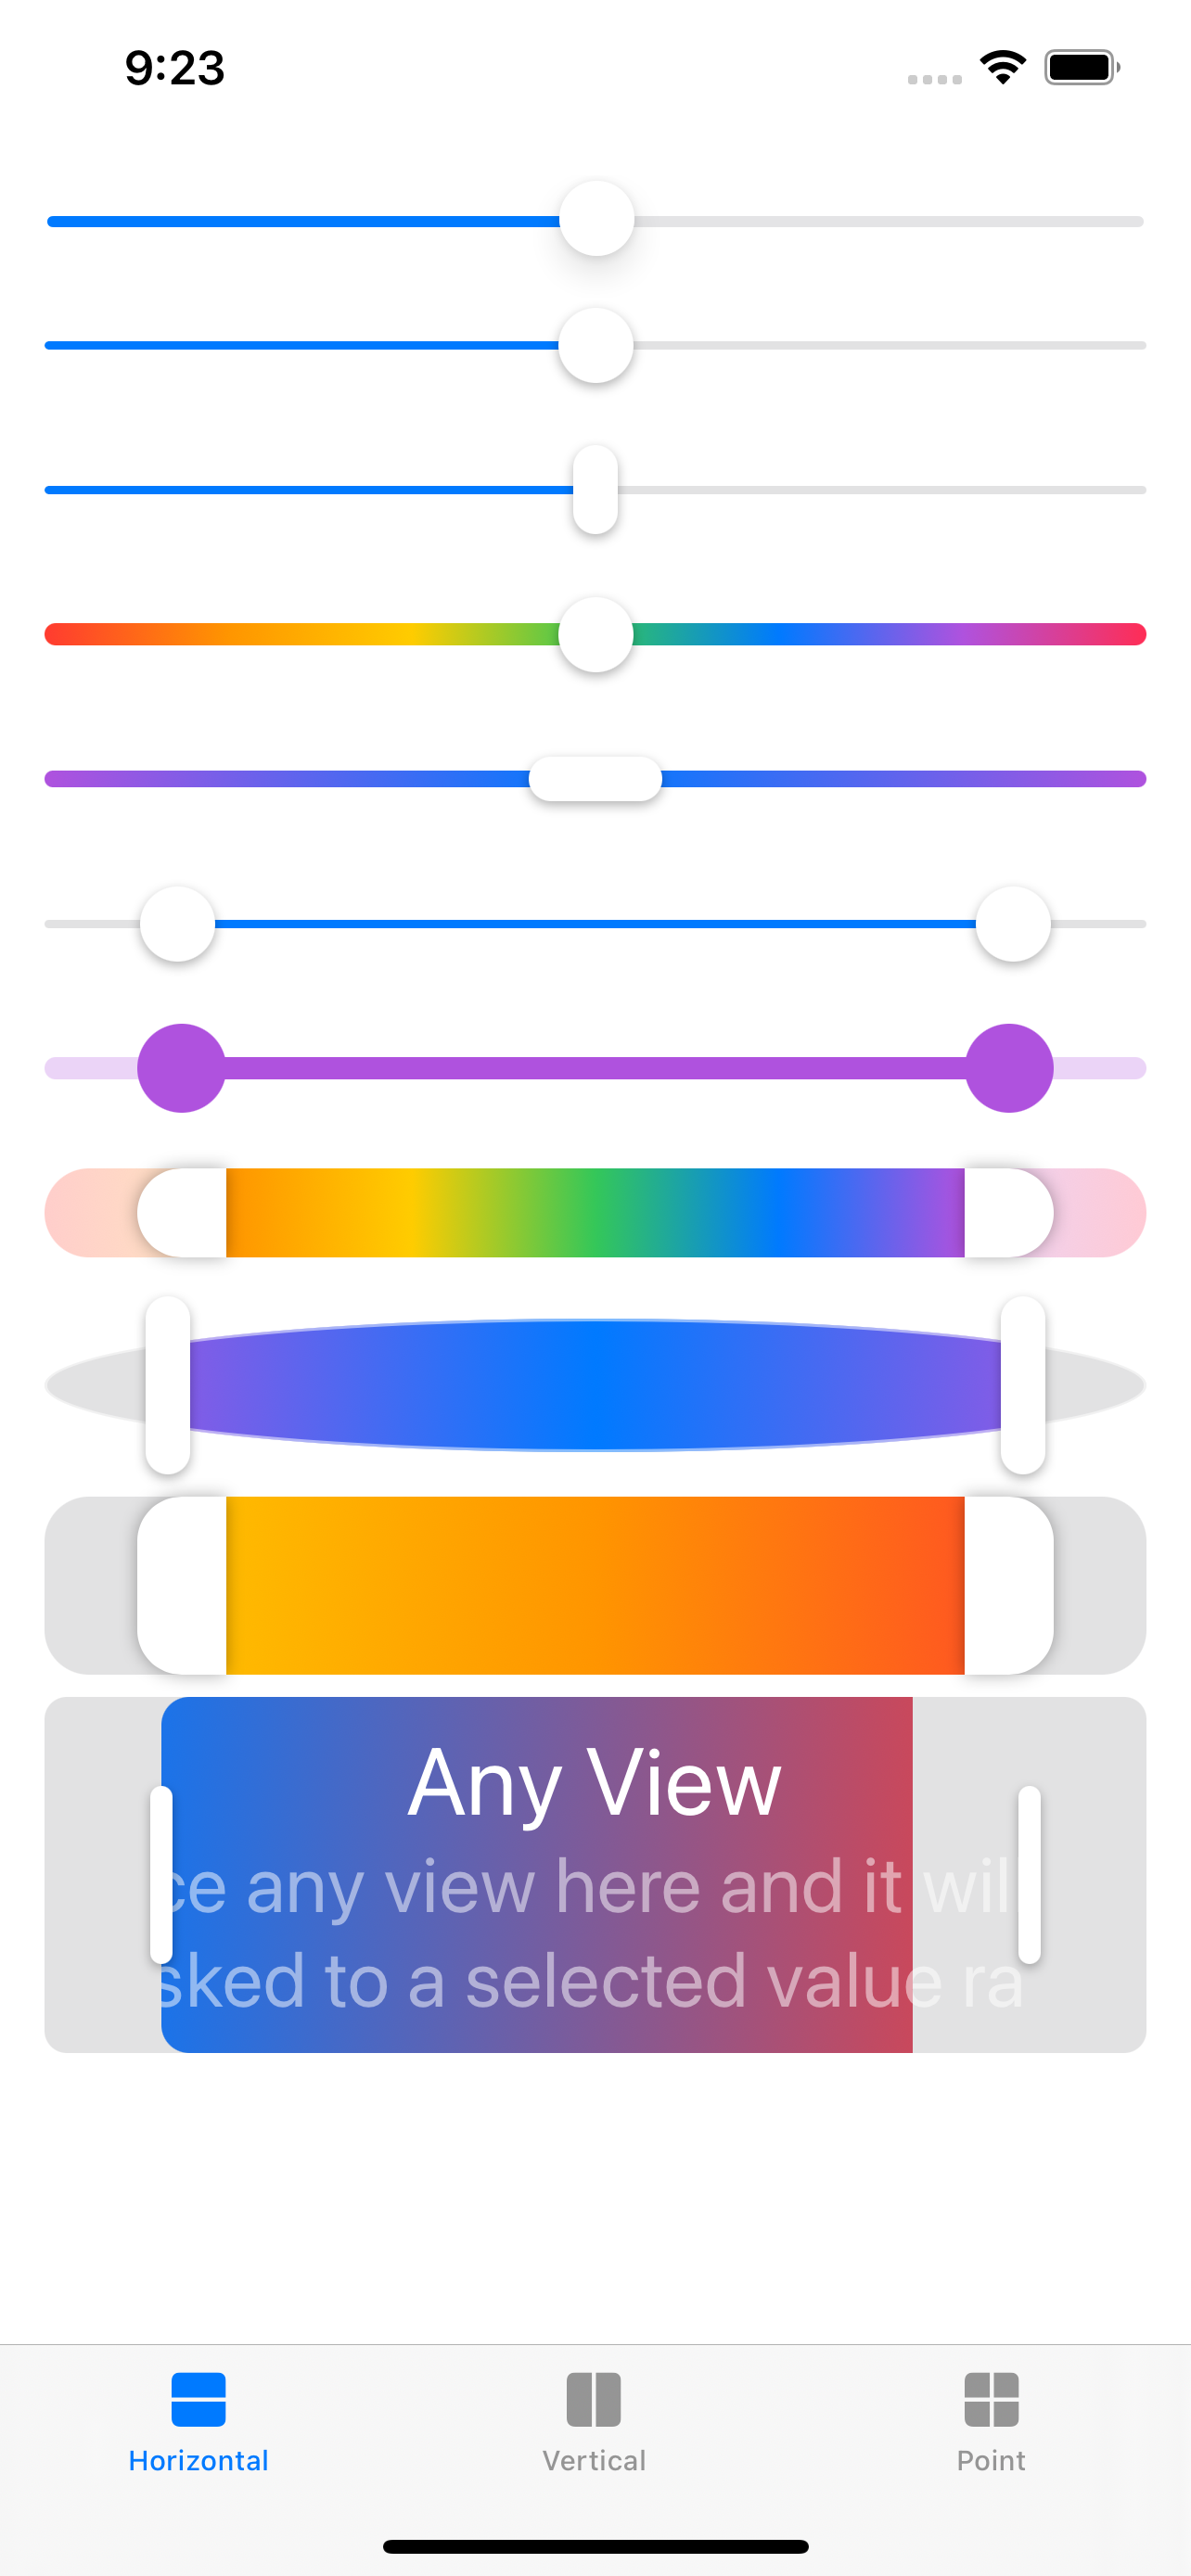 9:23
Any View
ce any view here and it wil
sked to a selected value ra
Horizontal
Vertical
Point